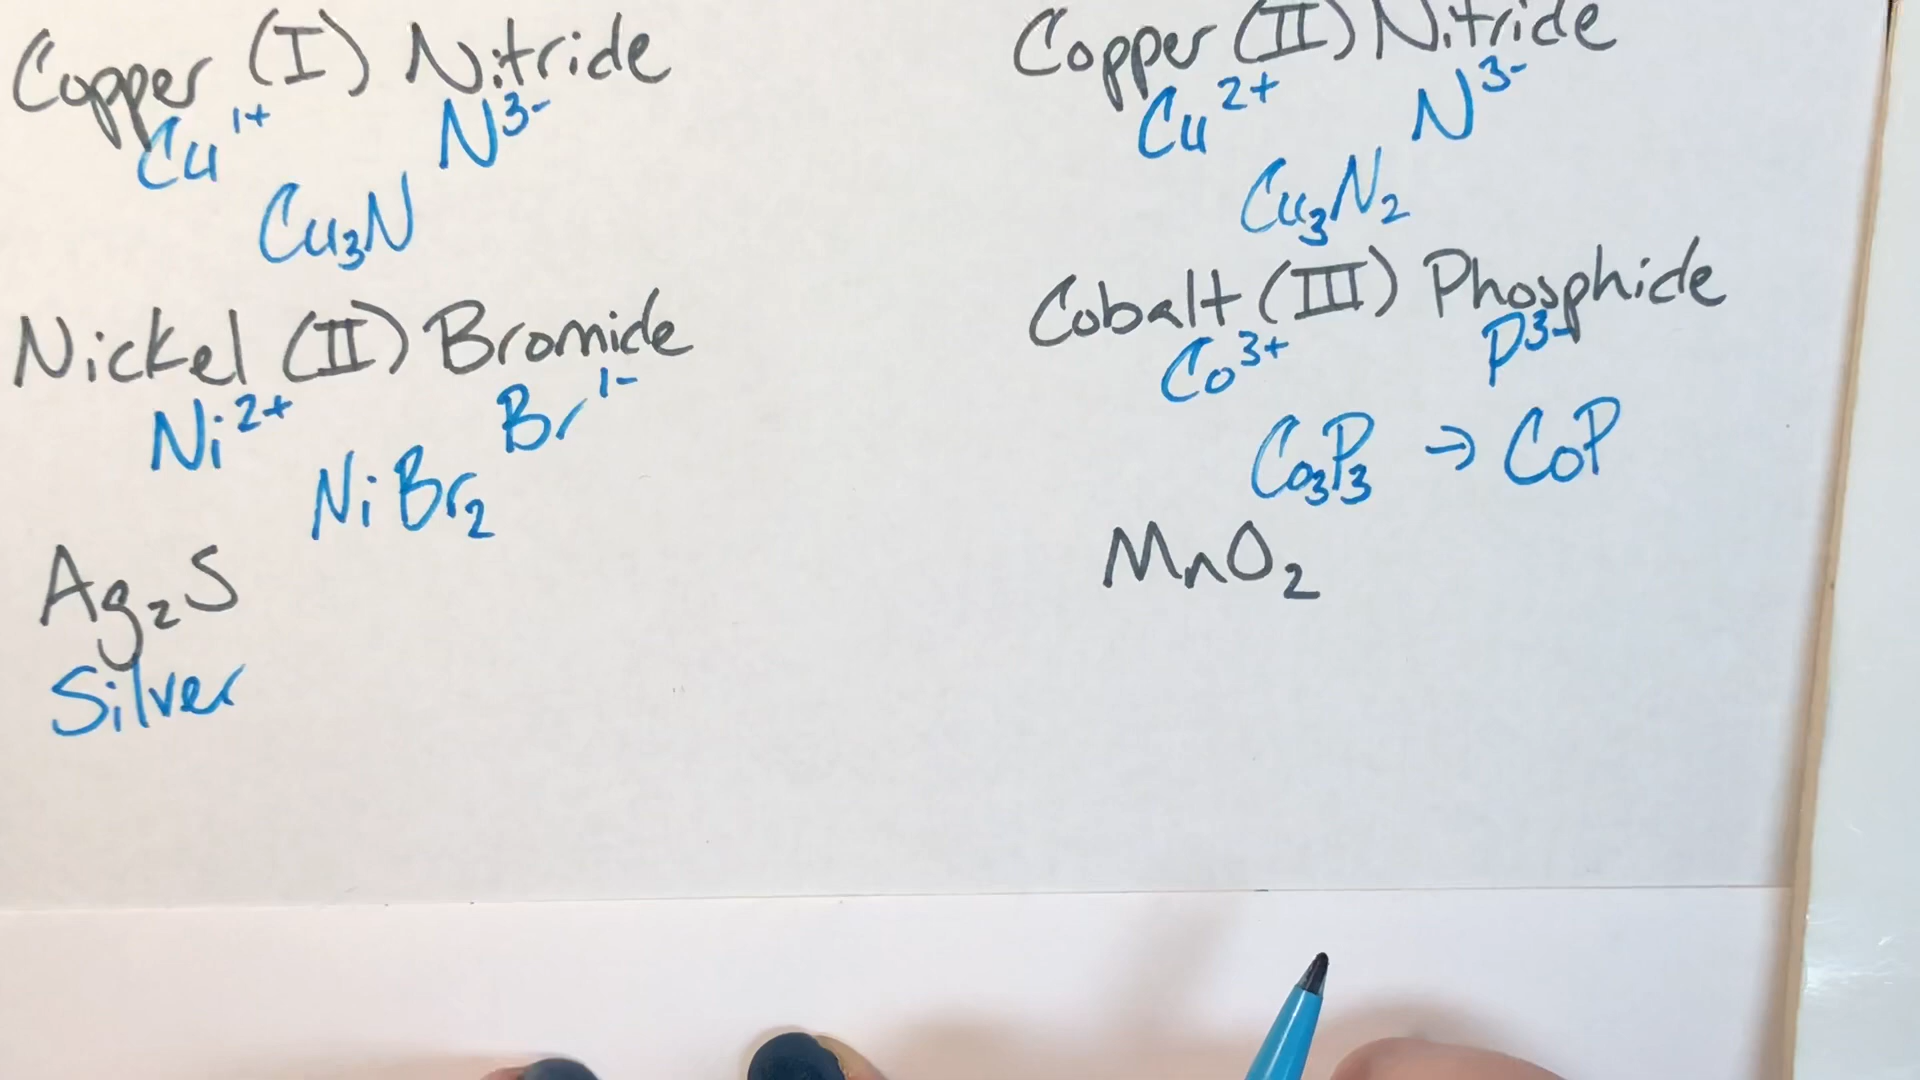 Copper (I) Nitride
Cu¹⁺ N³⁻
Cu₃N
Nickel (II) Bromide
Ni²⁺ Br¹⁻
NiBr₂
Ag₂S
Silver
Copper (II) Nitride
Cu²⁺ N³⁻
Cu₃N₂
Cobalt (III) Phosphide
Co³⁺ P³⁻
Co₃P₃ → CoP
MnO₂